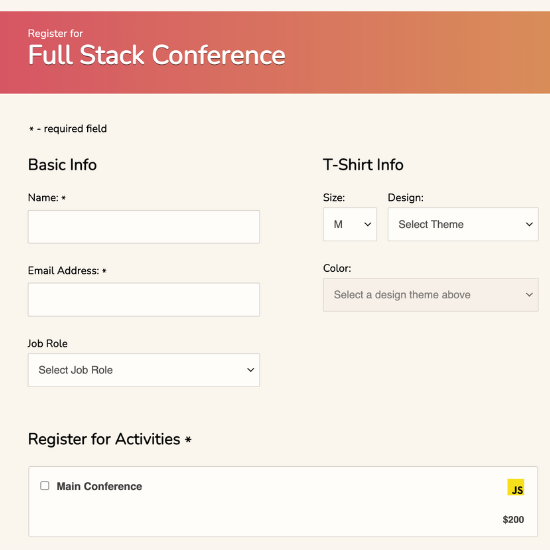 Register for
Full Stack Conference
* - required field
Basic Info
Name: *
Email Address: *
Job Role
Select Job Role
T-Shirt Info
Size:
Design:
M
Select Theme
Color:
Select a design theme above
Register for Activities *
Main Conference
JS
$200